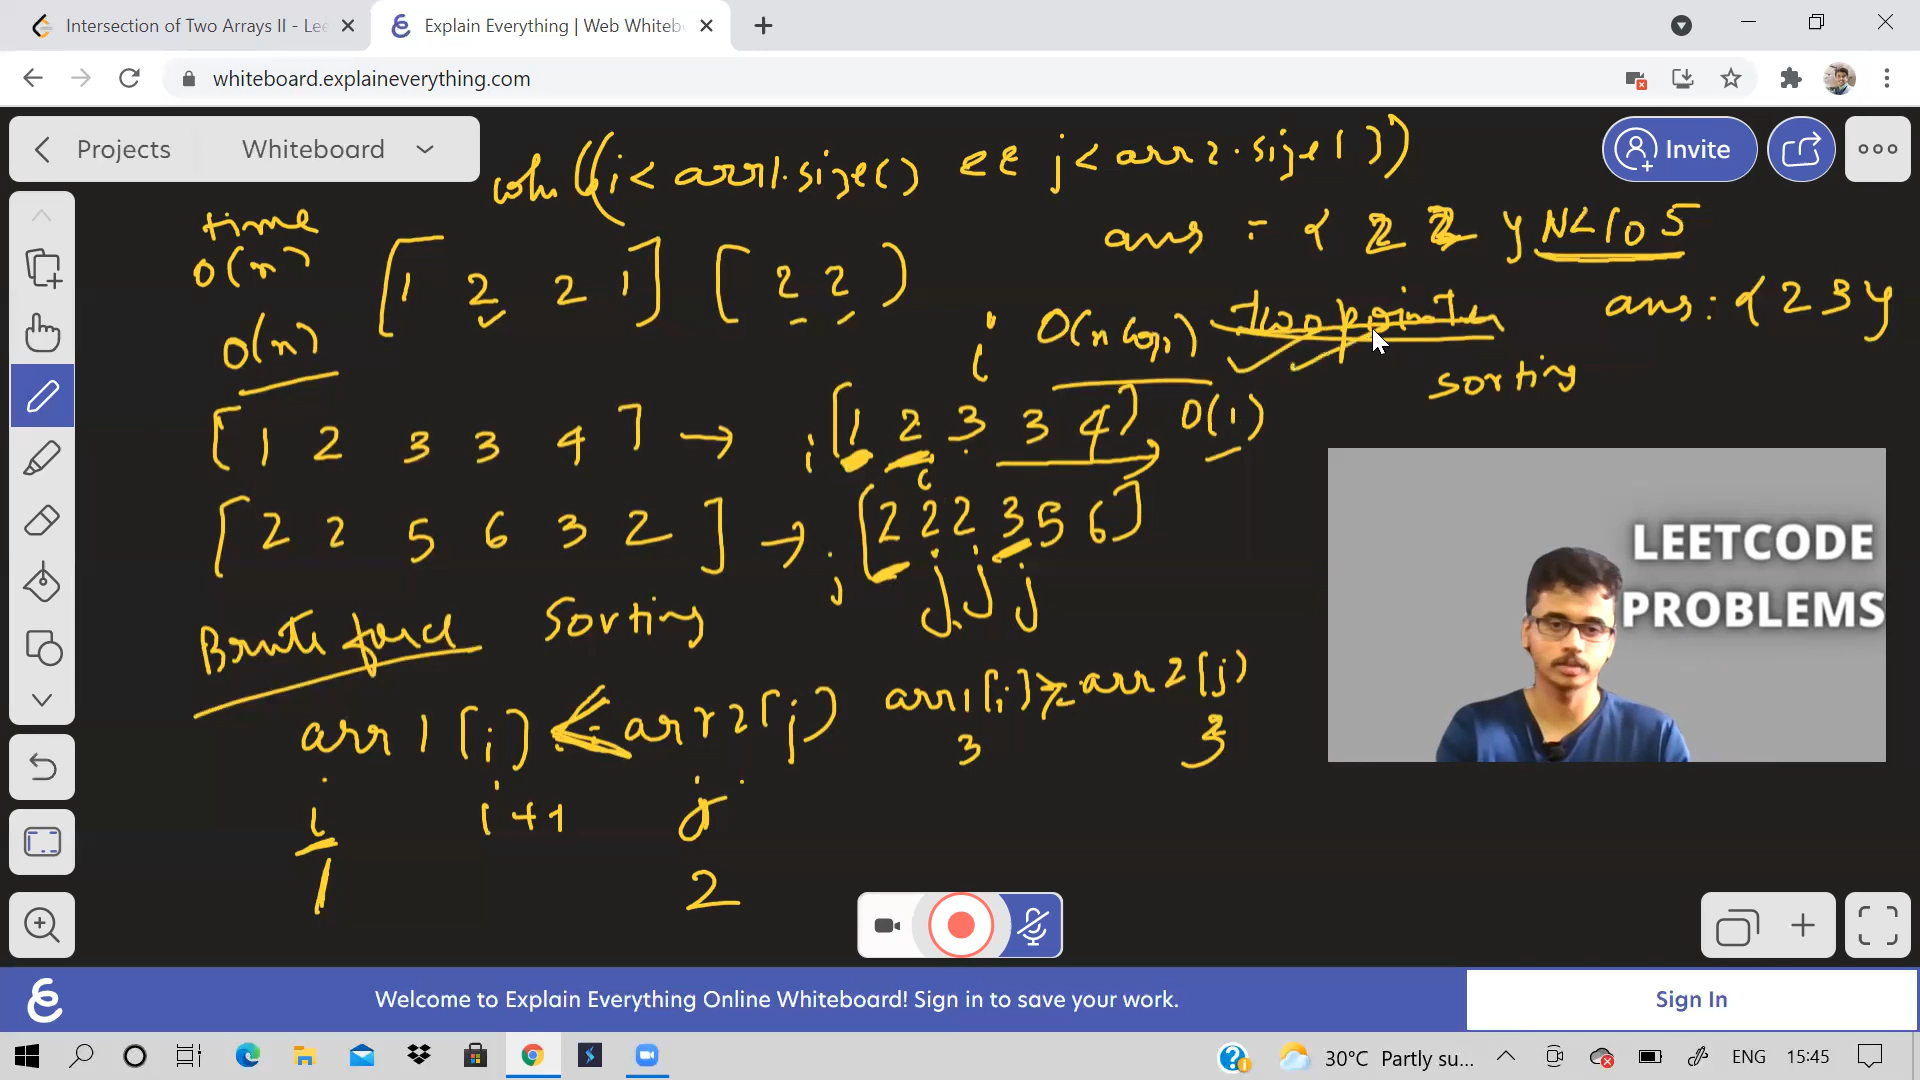 Intersection of Two Arrays II - Lee
Explain Everything | Web Whitebo
whiteboard.explaineverything.com
Projects
Whiteboard
Invite
((i < arr1.size() && j < arr2.size()))
time
O(n)
[1 2 2 1] [2 2)
ans = { 2 2 } N<105
O(n)
i O(n logn) two pointer
ans : { 2 3 }
sorting
[1 2 3 3 4] → i [1 2 3 3 4] O(1)
[2 2 5 6 3 2] → j [2 2 2 3 5 6]
j j j
Brute force Sorting
arr1[i] < arr2[j) arr1[i] > arr2[j)
3 3
i i+1 j
1 2
LEETCODE
PROBLEMS
Welcome to Explain Everything Online Whiteboard! Sign in to save your work.
Sign In
30°C Partly su...
ENG
15:45